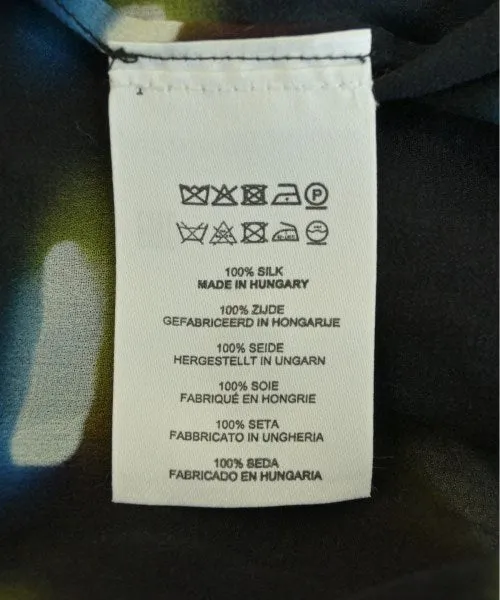 P
100% SILK
MADE IN HUNGARY
100% ZIJDE
GEFABRICEERD IN HONGARIJE
100% SEIDE
HERGESTELLT IN UNGARN
100% SOIE
FABRIQUÉ EN HONGRIE
100% SETA
FABBRICATO IN UNGHERIA
100% SEDA
FABRICADO EN HUNGARIA